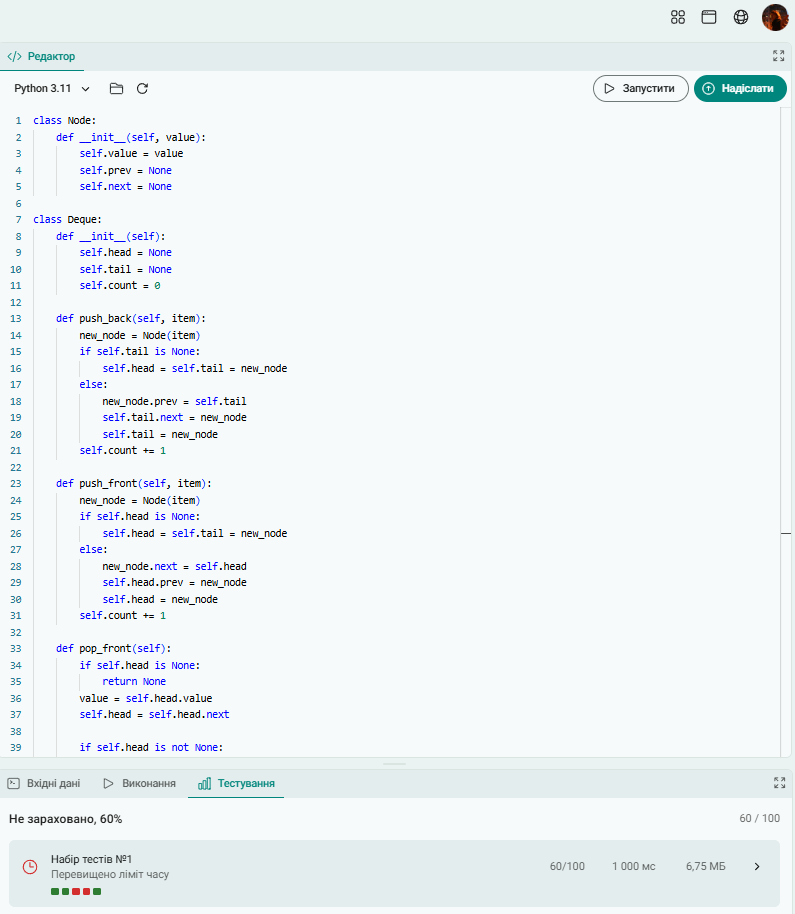 </> Редактор
Python 3.11
Запустити
Надіслати
1 class Node:
2     def __init__(self, value):
3         self.value = value
4         self.prev = None
5         self.next = None
6
7 class Deque:
8     def __init__(self):
9         self.head = None
10         self.tail = None
11         self.count = 0
12
13     def push_back(self, item):
14         new_node = Node(item)
15         if self.tail is None:
16             self.head = self.tail = new_node
17         else:
18             new_node.prev = self.tail
19             self.tail.next = new_node
20             self.tail = new_node
21         self.count += 1
22
23     def push_front(self, item):
24         new_node = Node(item)
25         if self.head is None:
26             self.head = self.tail = new_node
27         else:
28             new_node.next = self.head
29             self.head.prev = new_node
30             self.head = new_node
31         self.count += 1
32
33     def pop_front(self):
34         if self.head is None:
35             return None
36         value = self.head.value
37         self.head = self.head.next
38
39         if self.head is not None:
Вхідні дані
Виконання
Тестування
Не зараховано, 60%
60 / 100
Набір тестів №1
Перевищено ліміт часу
60/100
1 000 мс
6,75 МБ